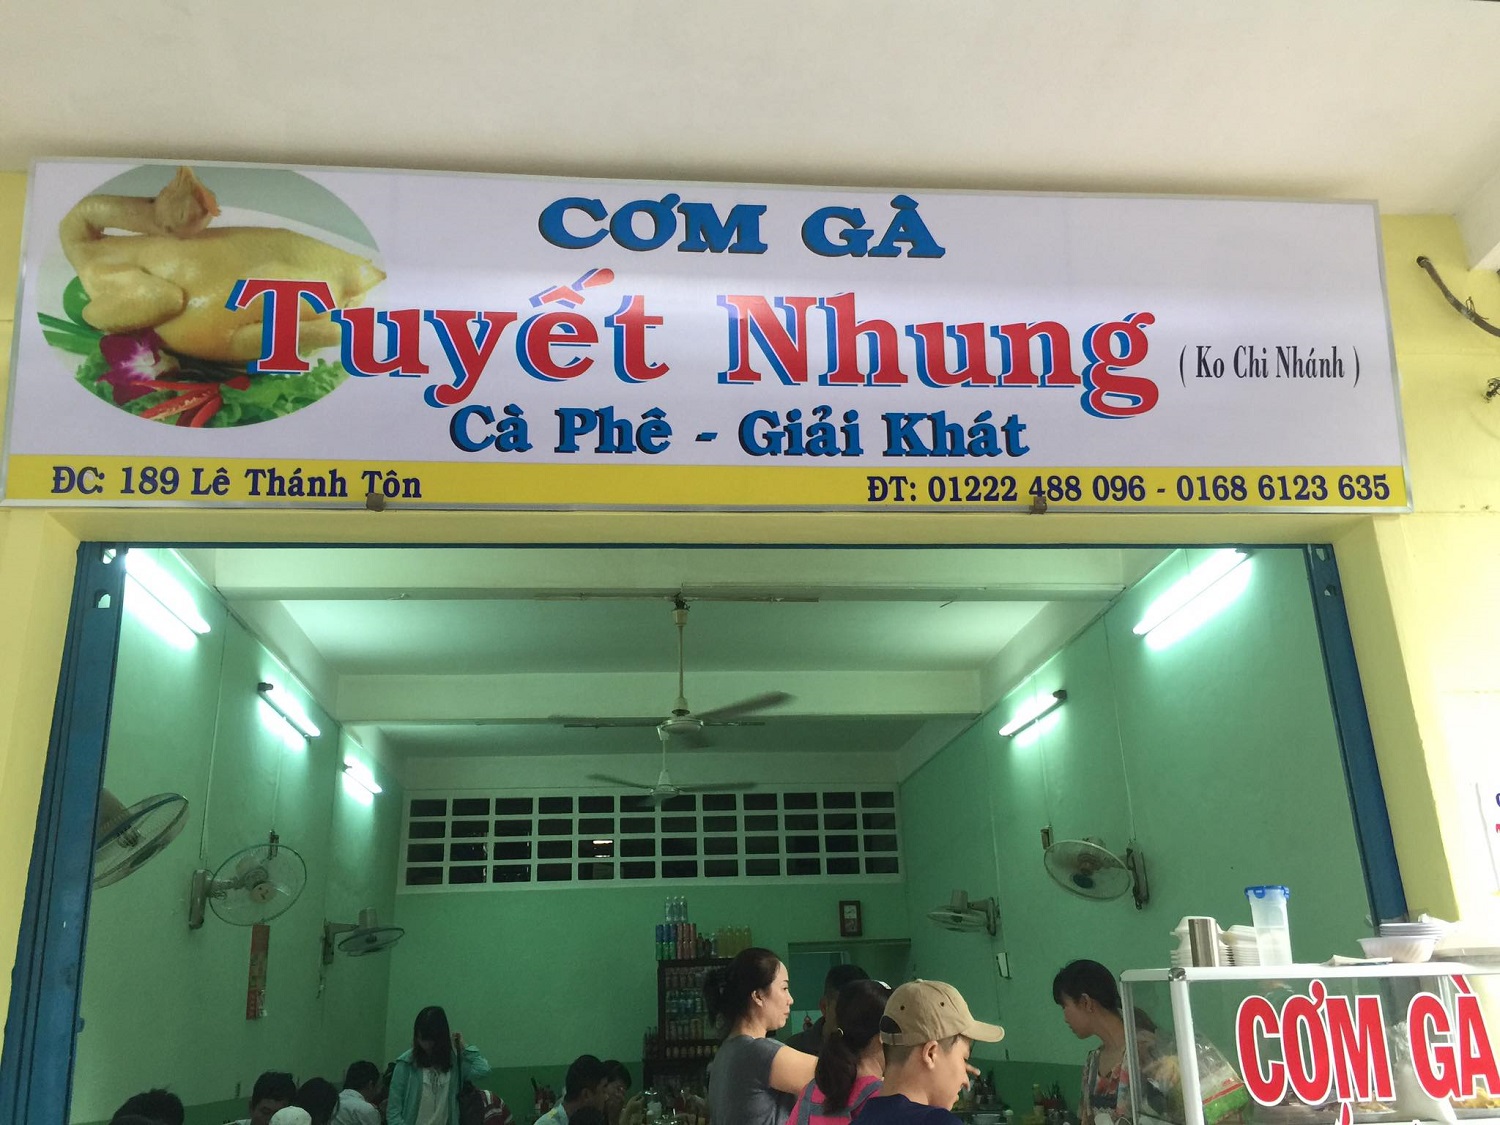 CƠM GÀ
Tuyết Nhung
( Ko Chi Nhánh )
Cà Phê - Giải Khát
ĐC: 189 Lê Thánh Tôn
ĐT: 01222 488 096 - 0168 6123 635
CƠM GÀ